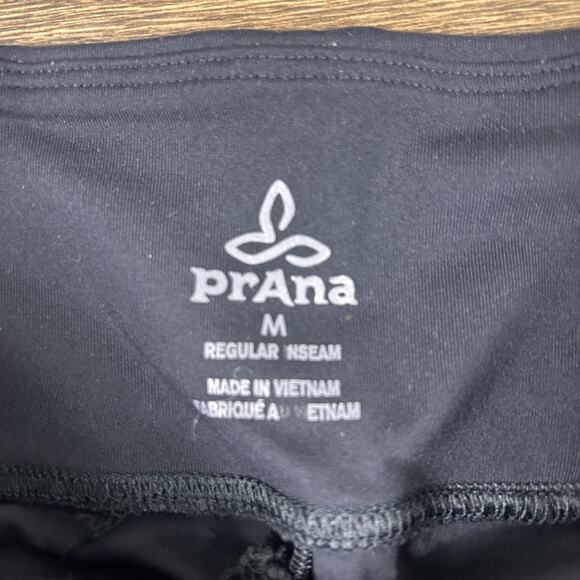 prAna
M
REGULAR INSEAM
MADE IN VIETNAM
FABRIQUÉ AU VIETNAM